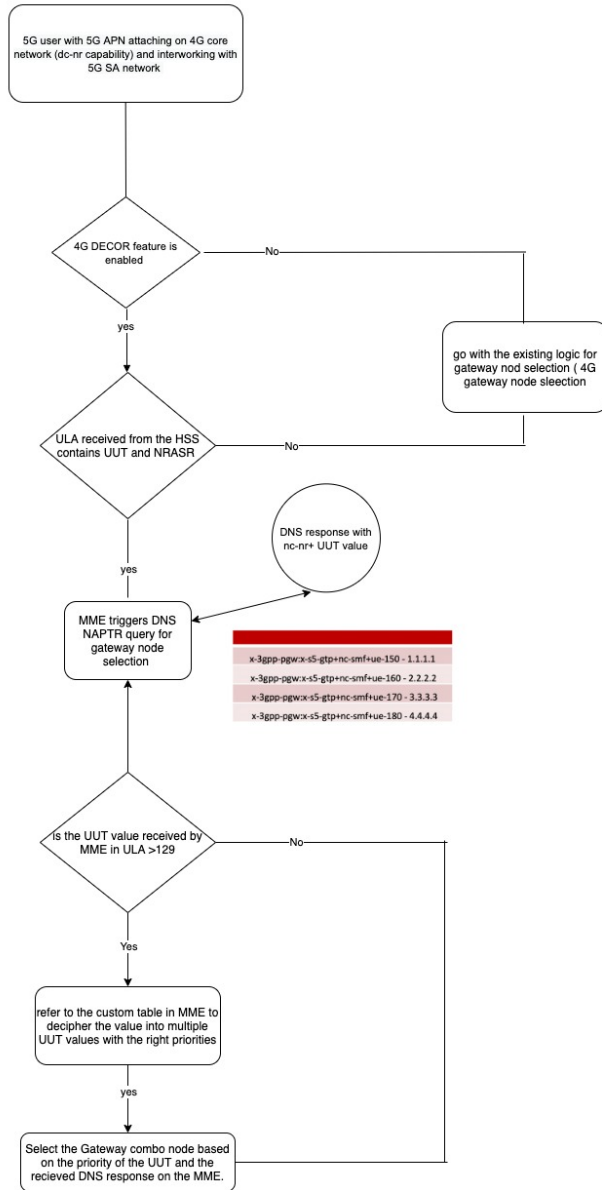 5G user with 5G APN attaching on 4G core
network (dc-nr capability) and interworking with
5G SA network
4G DECOR feature is
enabled
No
yes
go with the existing logic for
gateway nod selection ( 4G
gateway node sleection
ULA received from the HSS
contains UUT and NRASR
No
yes
DNS response with
nc-nr+ UUT value
MME triggers DNS
NAPTR query for
gateway node
selection
x-3gpp-pgw:x-s5-gtp+nc-smf+ue-150 - 1.1.1.1
x-3gpp-pgw:x-s5-gtp+nc-smf+ue-160 - 2.2.2.2
x-3gpp-pgw:x-s5-gtp+nc-smf+ue-170 - 3.3.3.3
x-3gpp-pgw:x-s5-gtp+nc-smf+ue-180 - 4.4.4.4
is the UUT value received by
MME in ULA >129
No
Yes
refer to the custom table in MME to
decipher the value into multiple
UUT values with the right priorities
yes
Select the Gateway combo node based
on the priority of the UUT and the
recieved DNS response on the MME.